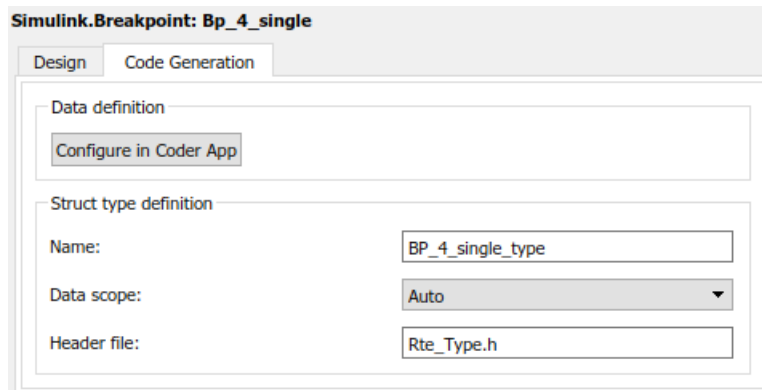 Simulink.Breakpoint: Bp_4_single
Design Code Generation
Data definition
Configure in Coder App
Struct type definition
Name: BP_4_single_type
Data scope: Auto
Header file: Rte_Type.h